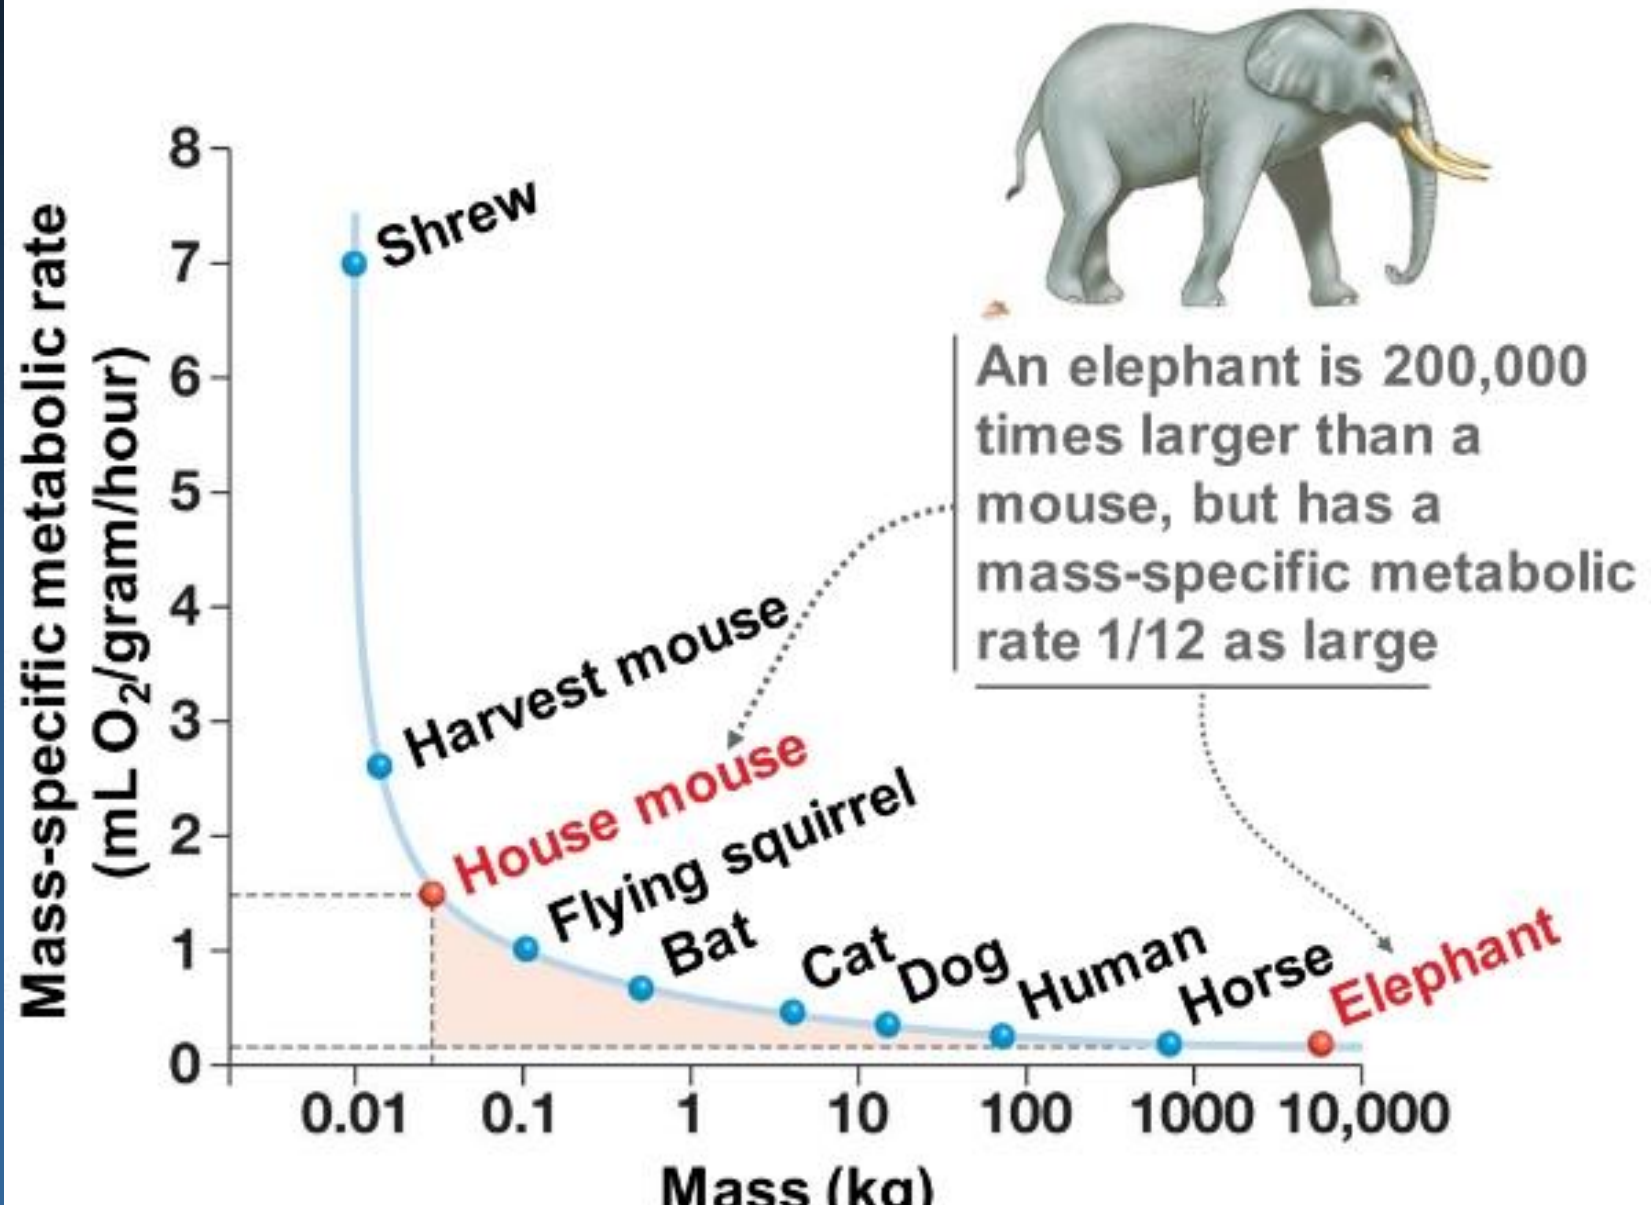 Mass-specific metabolic rate
(mL O₂/gram/hour)
8
7
6
5
4
3
2
1
0
Shrew
Harvest mouse
House mouse
Flying squirrel
Bat
Cat
Dog
Human
Horse
Elephant
An elephant is 200,000
times larger than a
mouse, but has a
mass-specific metabolic
rate 1/12 as large
0.01 0.1 1 10 100 1000 10,000
Mass (kg)